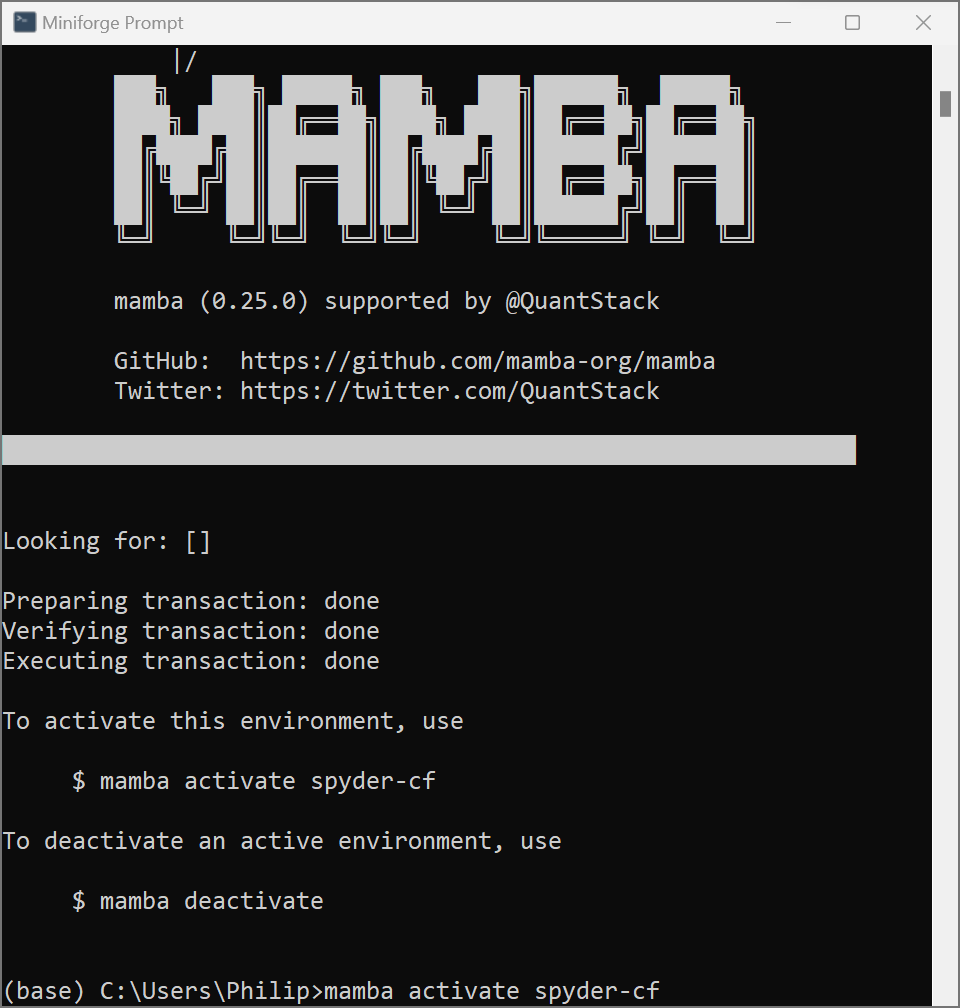 Miniforge Prompt
|/
MAMBA
mamba (0.25.0) supported by @QuantStack
GitHub:  https://github.com/mamba-org/mamba
Twitter: https://twitter.com/QuantStack
Looking for: []
Preparing transaction: done
Verifying transaction: done
Executing transaction: done
To activate this environment, use
$ mamba activate spyder-cf
To deactivate an active environment, use
$ mamba deactivate
(base) C:\Users\Philip>mamba activate spyder-cf